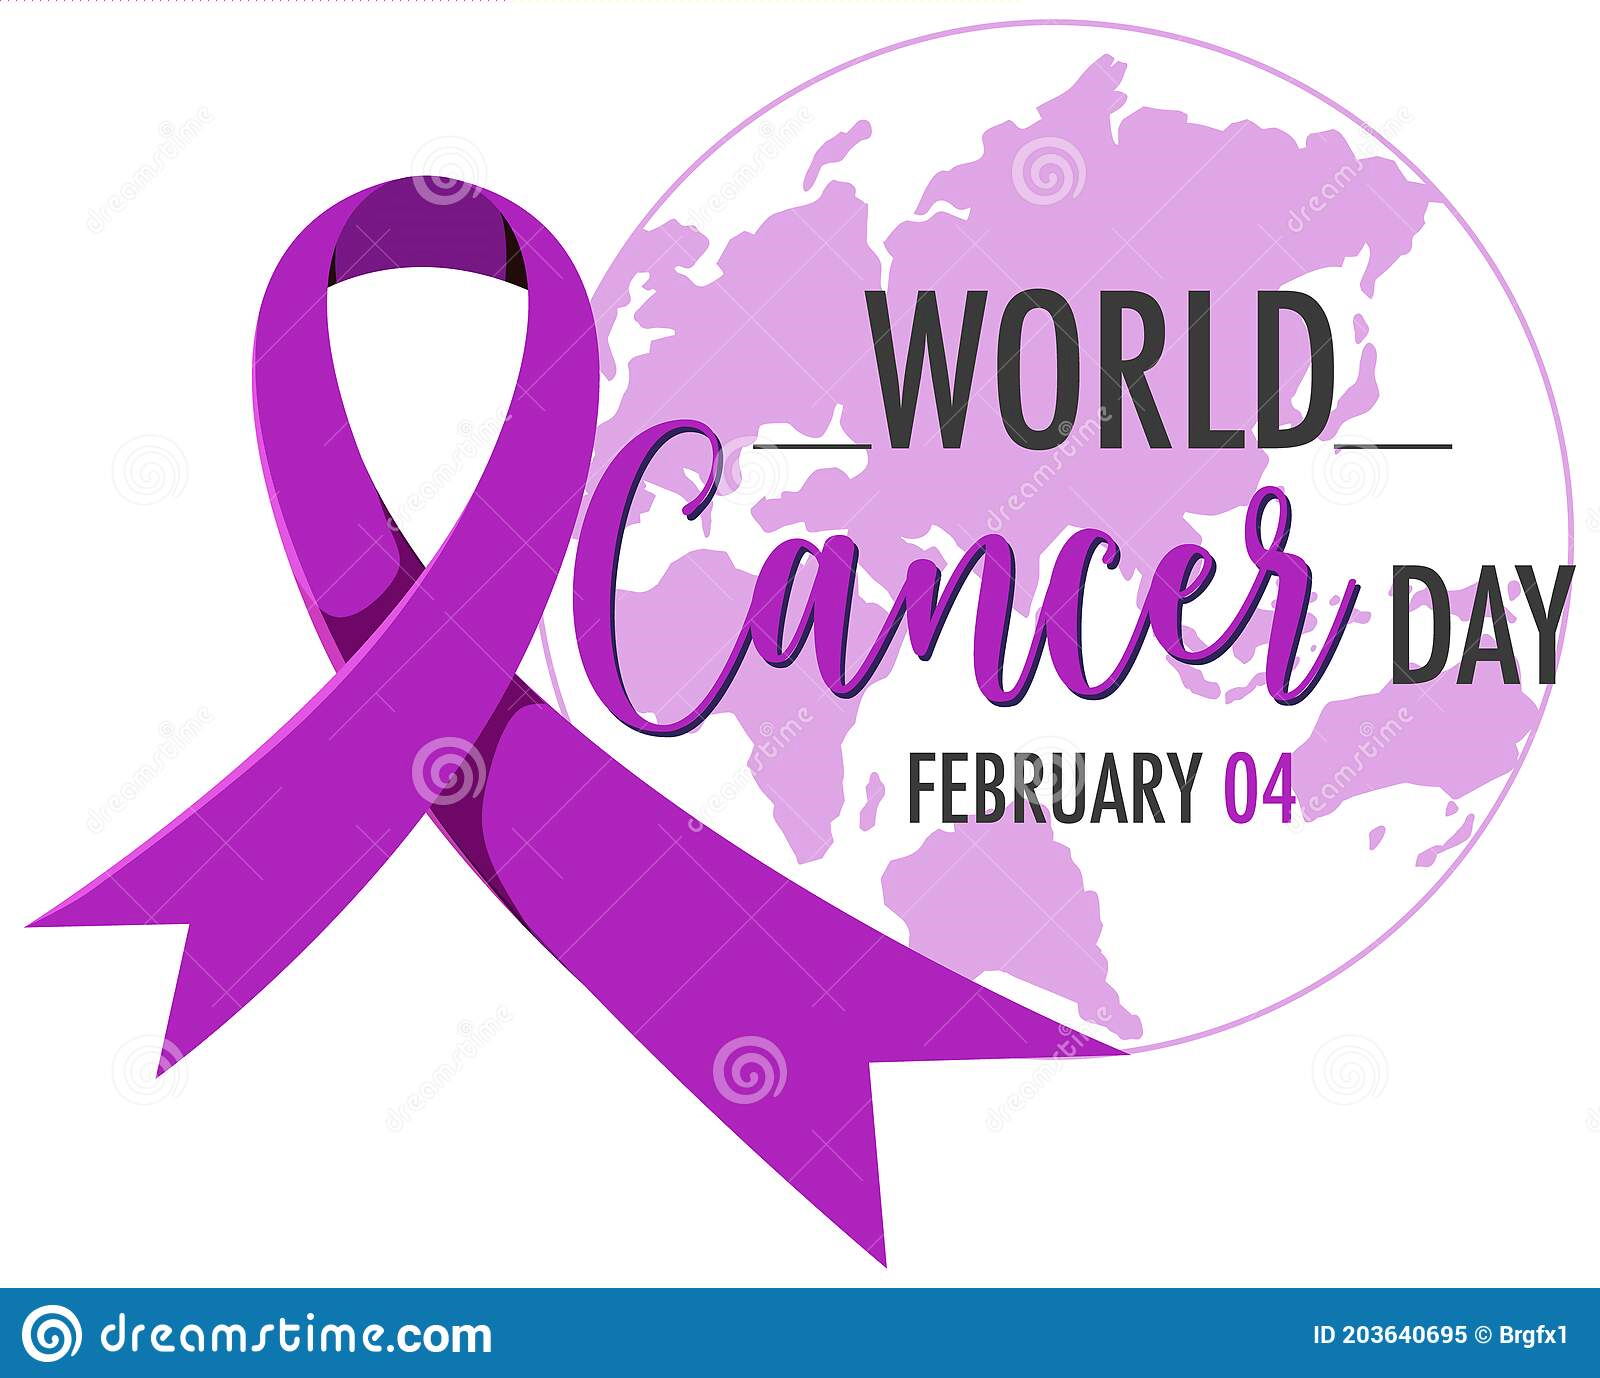 WORLD
Cancer DAY
FEBRUARY 04
dreamstime.com
ID 203640695 © Brgfx1